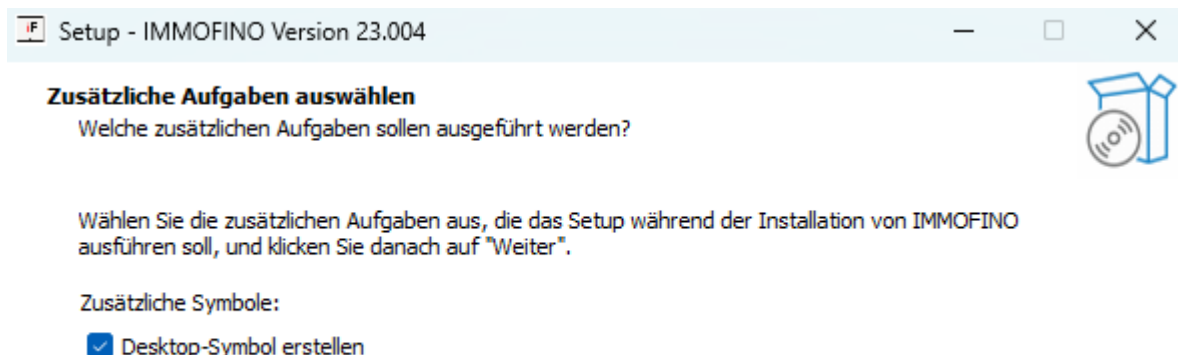 Setup - IMMOFINO Version 23.004
Zusätzliche Aufgaben auswählen
Welche zusätzlichen Aufgaben sollen ausgeführt werden?
Wählen Sie die zusätzlichen Aufgaben aus, die das Setup während der Installation von IMMOFINO
ausführen soll, und klicken Sie danach auf "Weiter".
Zusätzliche Symbole:
Desktop-Symbol erstellen